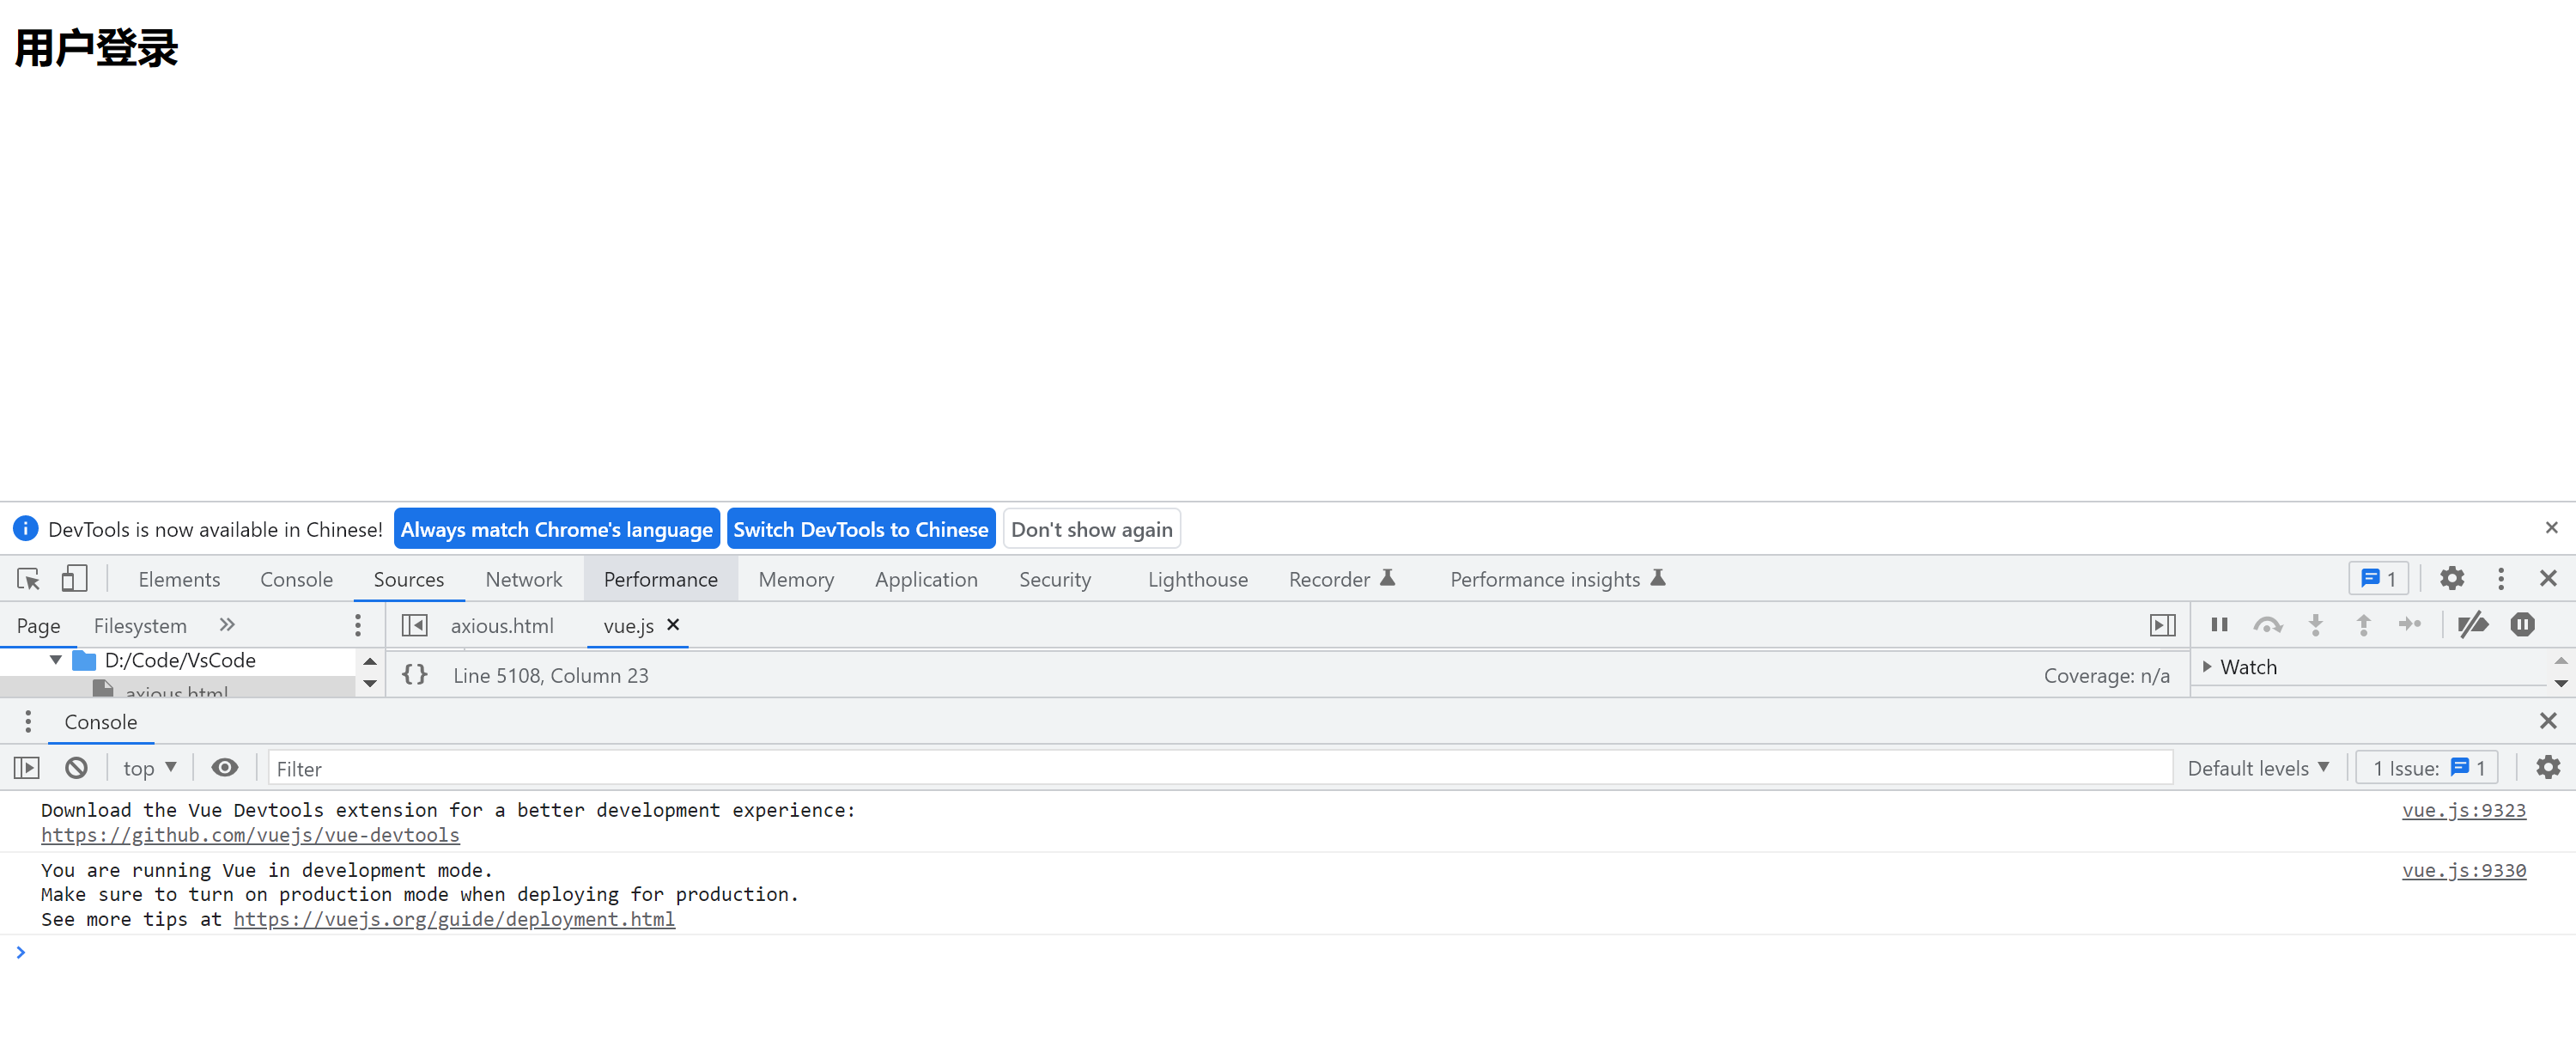 用户登录
DevTools is now available in Chinese! Always match Chrome's language Switch DevTools to Chinese Don't show again
Elements Console Sources Network Performance Memory Application Security Lighthouse Recorder Performance insights 1
Page Filesystem axious.html vue.js
D:/Code/VsCode
{} Line 5108, Column 23 Coverage: n/a Watch
axious.html
Console
top Filter Default levels 1 Issue: 1
Download the Vue Devtools extension for a better development experience: vue.js:9323
https://github.com/vuejs/vue-devtools
You are running Vue in development mode. vue.js:9330
Make sure to turn on production mode when deploying for production.
See more tips at https://vuejs.org/guide/deployment.html